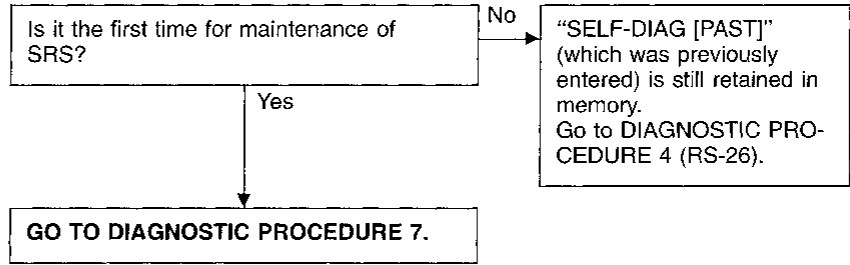 Is it the first time for maintenance of
SRS?
No
"SELF-DIAG [PAST]"
(which was previously
entered) is still retained in
memory.
Go to DIAGNOSTIC PRO-
CEDURE 4 (RS-26).
Yes
GO TO DIAGNOSTIC PROCEDURE 7.